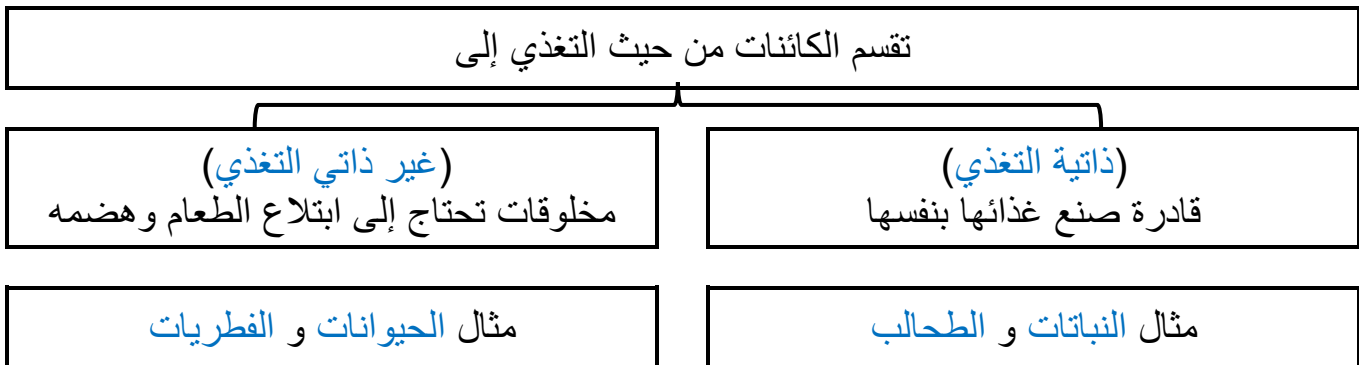 تقسم الكائنات من حيث التغذي إلى
(ذاتية التغذي)
قادرة صنع غذائها بنفسها
(غير ذاتي التغذي)
مخلوقات تحتاج إلى ابتلاع الطعام وهضمه
مثال النباتات و الطحالب
مثال الحيوانات و الفطريات